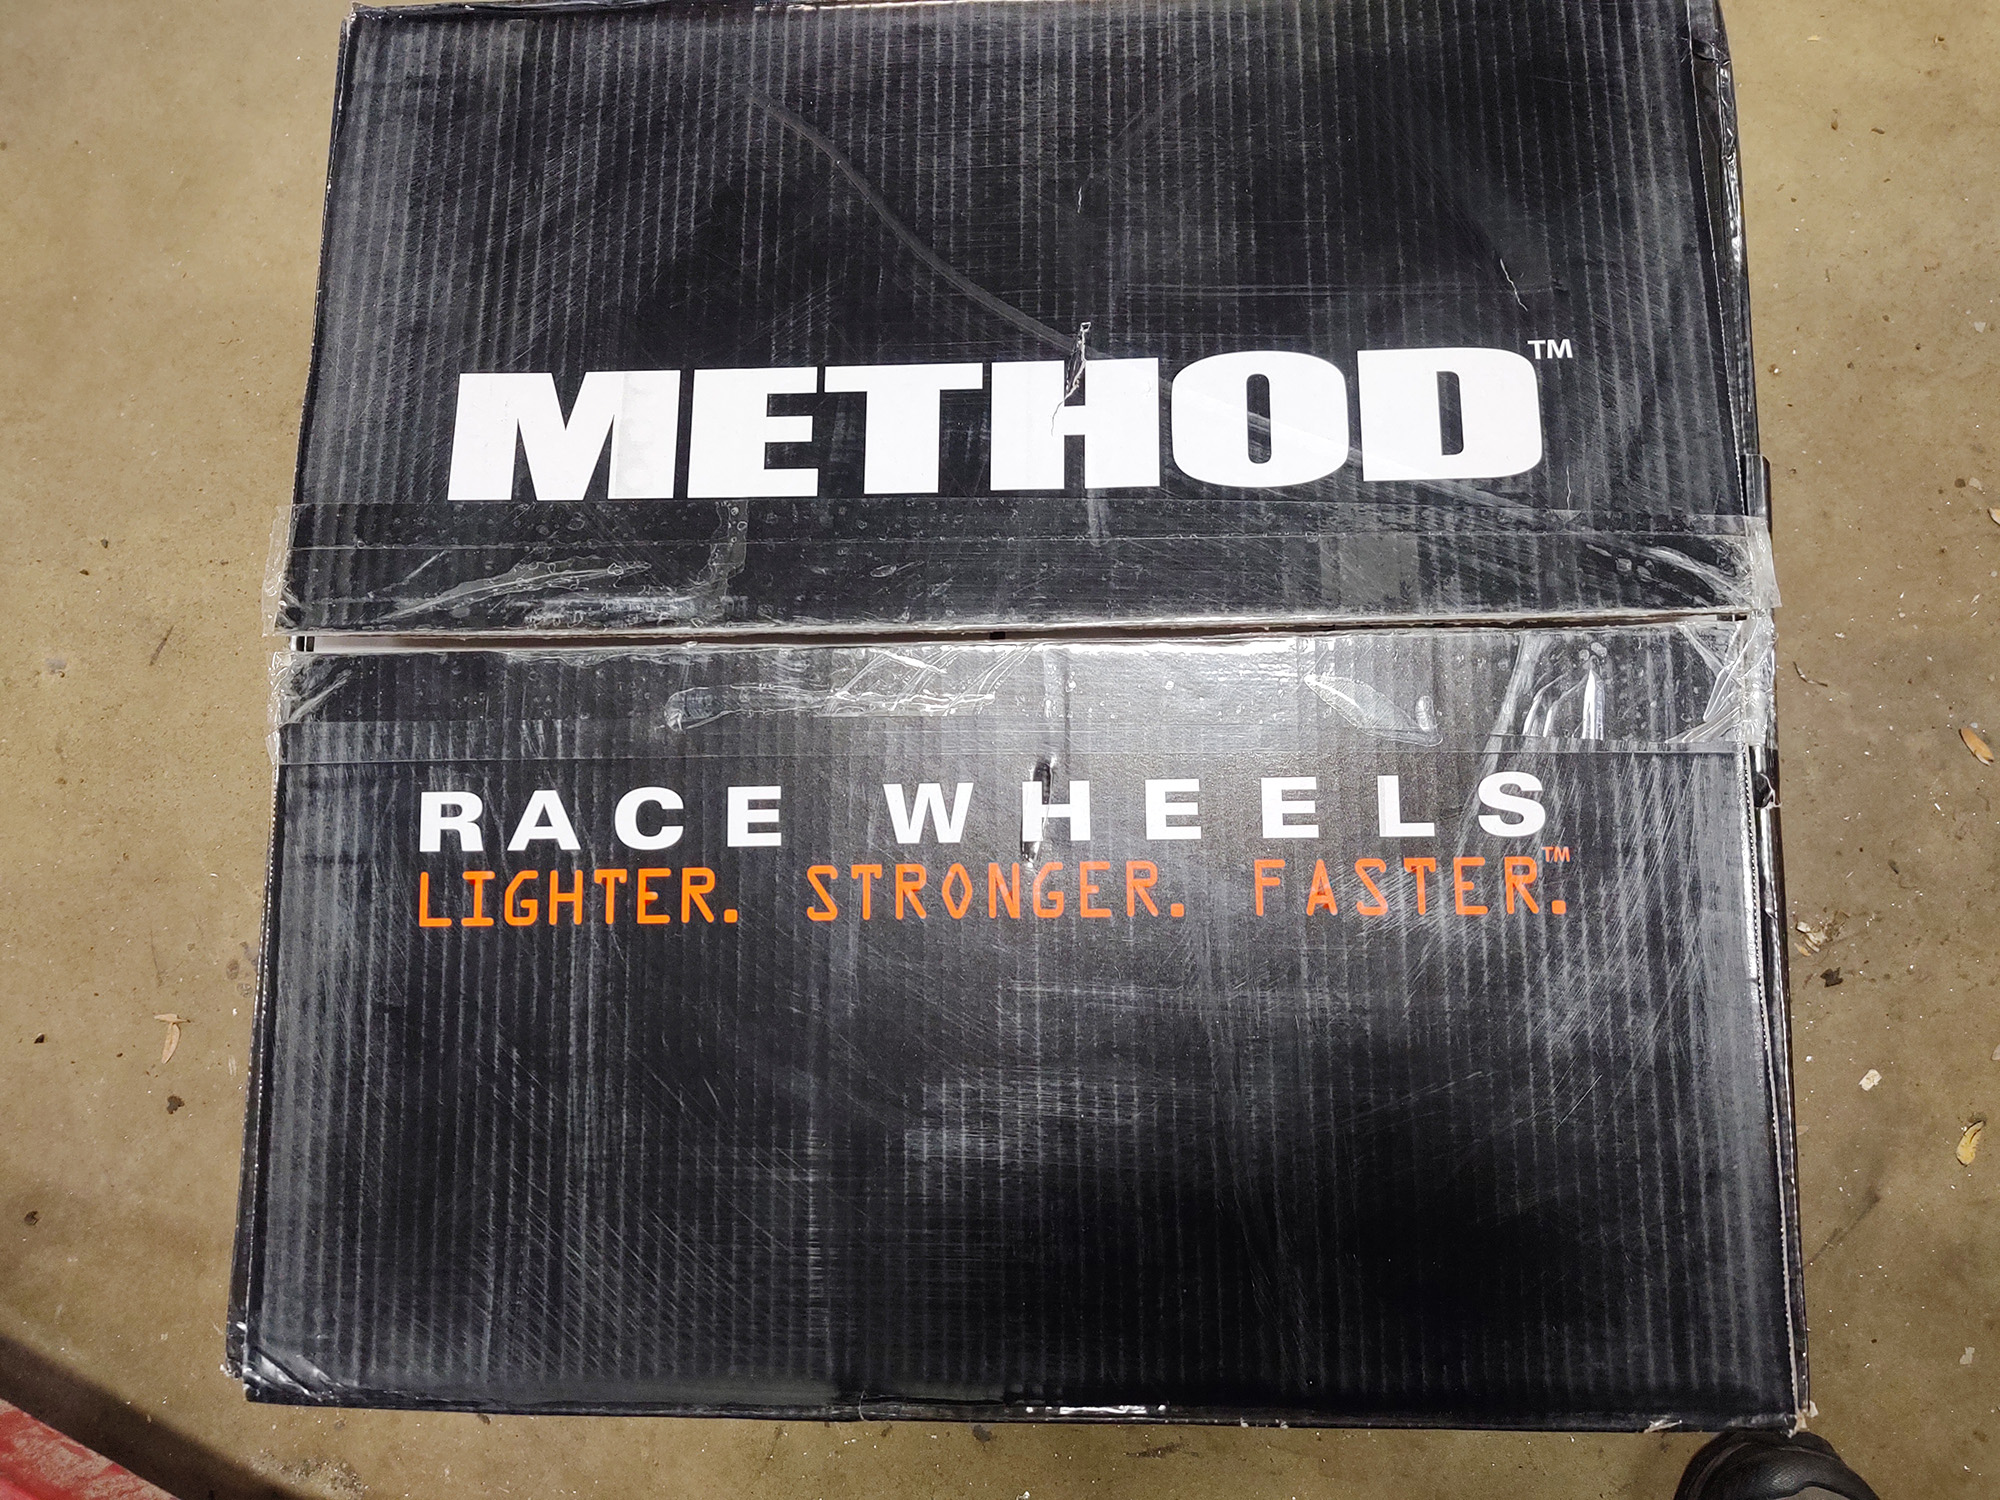 METHOD™
RACE WHEELS
LIGHTER. STRONGER. FASTER.™